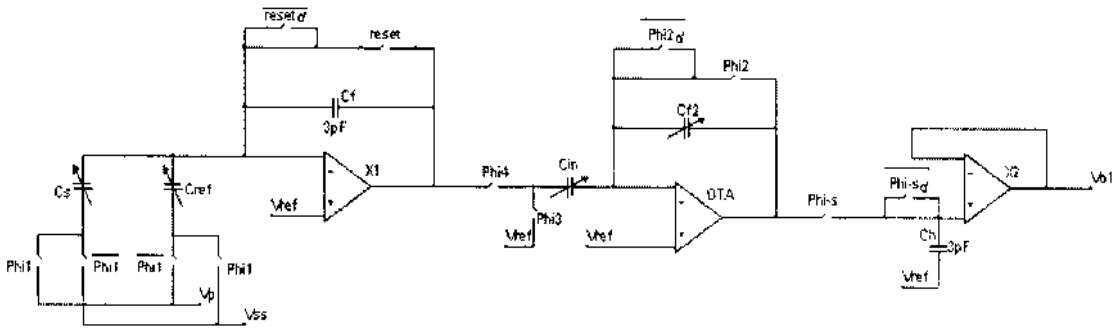 reset d
reset
Cf
3pF
Cs
Cref
X1
Vref
Phi1
Phi1
Phi1
Phi1
Vp
Vss
Phi4
Phi3
Vref
Cin
Phi2 d
Phi2
Cf2
OTA
Vref
Phi-s
Phi-s d
Ch
3pF
Vref
X2
Vo1